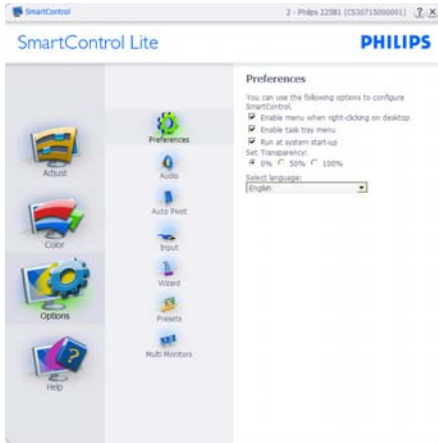 SmartControl
2 - Philips 225B1 (CS30715000001)
SmartControl Lite
PHILIPS
Adjust
Color
Options
Help
Preferences
Audio
Auto Pivot
Input
Wizard
Presets
Multi Monitors
Preferences
You can use the following options to configure
SmartControl.
Enable menu when right-clicking on desktop
Enable task tray menu
Run at system start-up
Set Transparency:
0% 50% 100%
Select language:
English